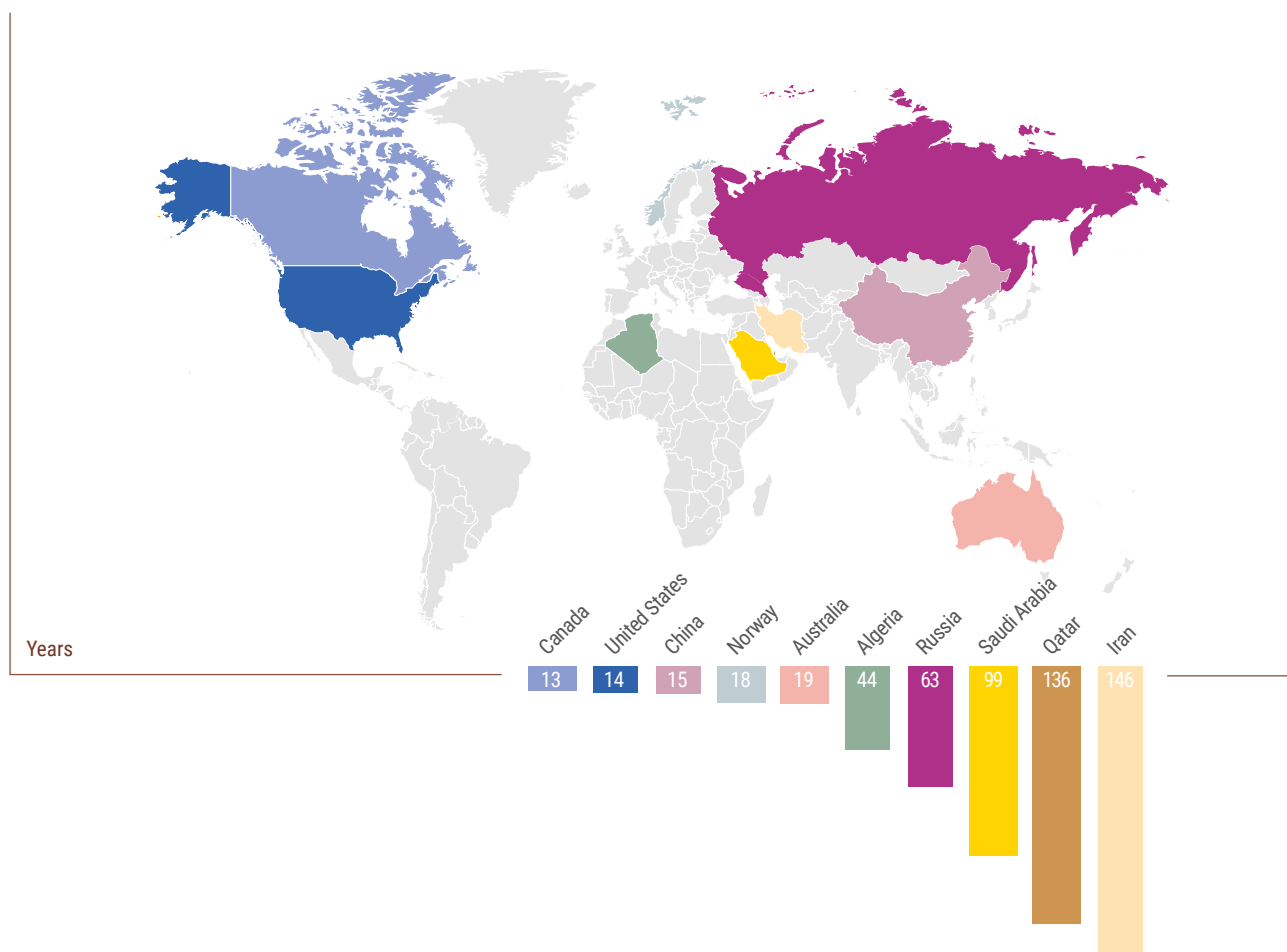 Years
Canada
United States
China
Norway
Australia
Algeria
Russia
Saudi Arabia
Qatar
Iran
13
14
15
18
19
44
63
99
136
146